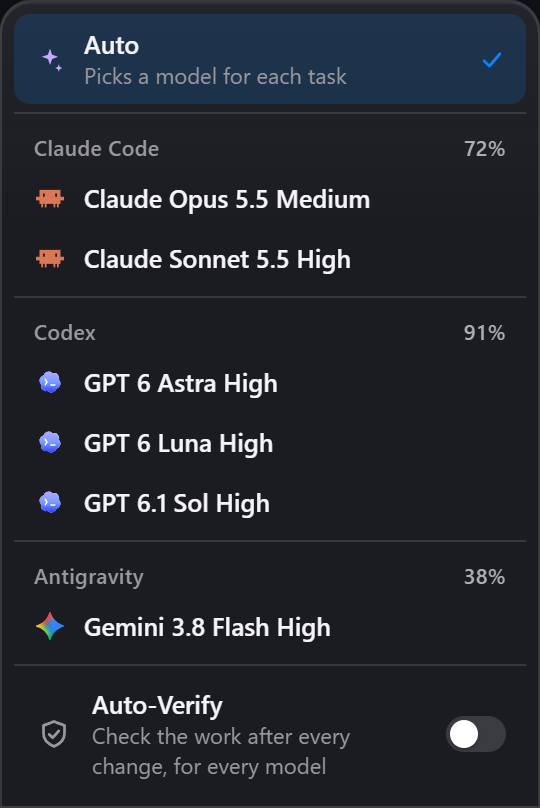 Auto
Picks a model for each task
Claude Code 72%
Claude Opus 5.5 Medium
Claude Sonnet 5.5 High
Codex 91%
GPT 6 Astra High
GPT 6 Luna High
GPT 6.1 Sol High
Antigravity 38%
Gemini 3.8 Flash High
Auto-Verify
Check the work after every
change, for every model